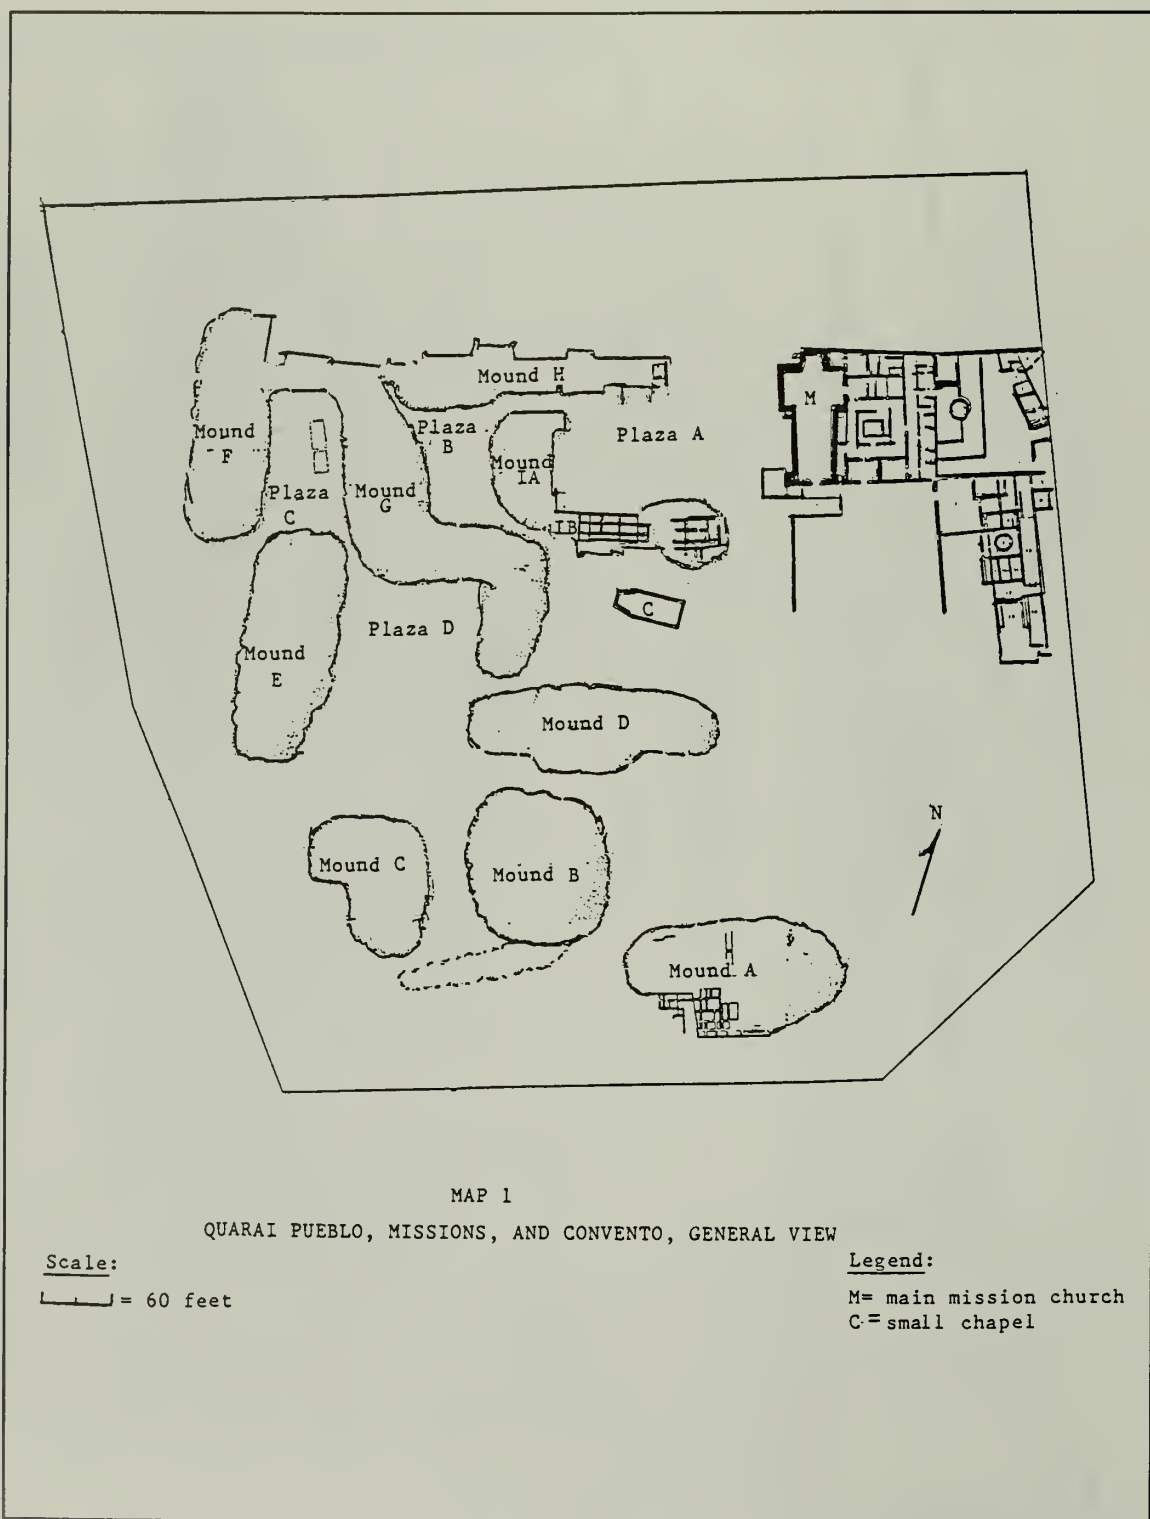 Mound H
M
Mound
F
Plaza
B
Plaza A
Mound
IA
Plaza
C
Mound
G
IB
C
Plaza D
Mound
E
Mound D
N
Mound C
Mound B
Mound A
MAP 1
QUARAI PUEBLO, MISSIONS, AND CONVENTO, GENERAL VIEW
Scale:
= 60 feet
Legend:
M= main mission church
C = small chapel